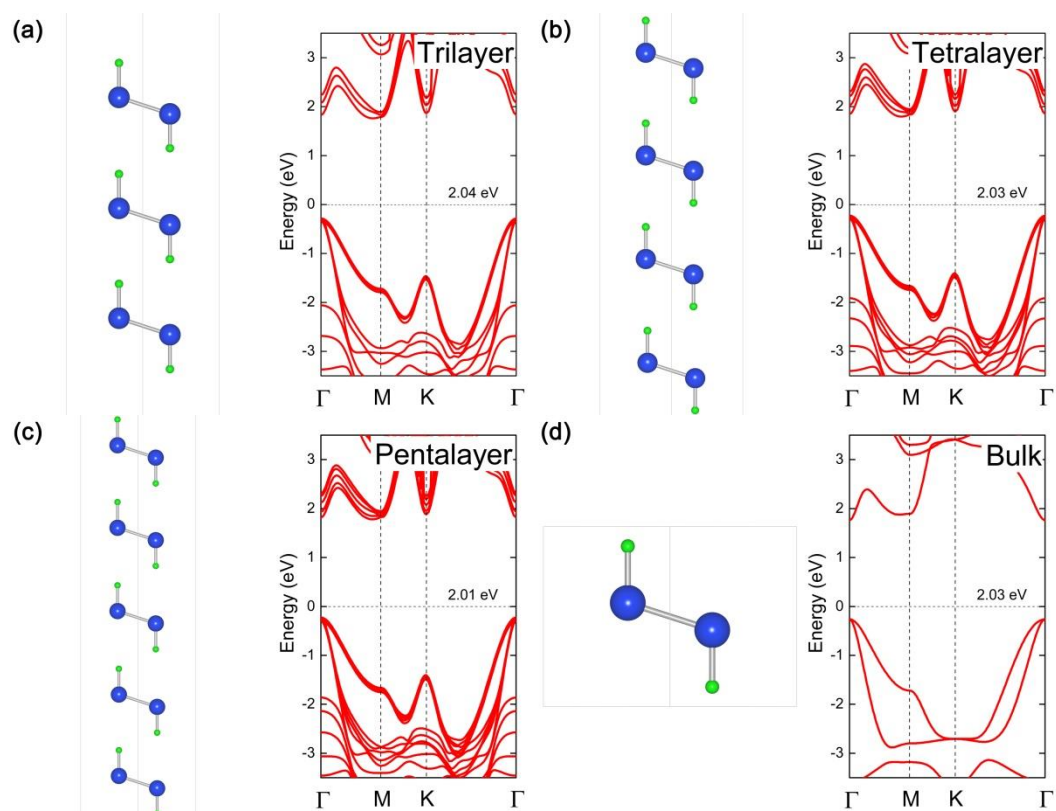 (a)
Trilayer
Energy (eV)
3
2
1
0
-1
-2
-3
2.04 eV
Γ M K Γ
(b)
Tetralayer
Energy (eV)
3
2
1
0
-1
-2
-3
2.03 eV
Γ M K Γ
(c)
Pentalayer
Energy (eV)
3
2
1
0
-1
-2
-3
2.01 eV
Γ M K Γ
(d)
Bulk
Energy (eV)
3
2
1
0
-1
-2
-3
2.03 eV
Γ M K Γ